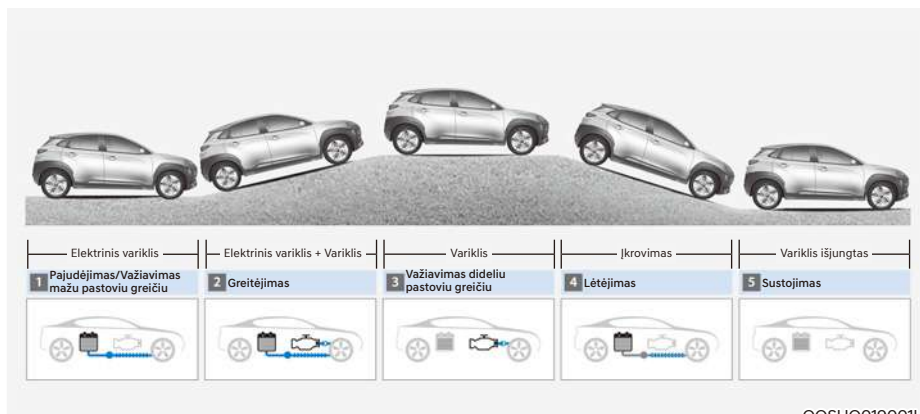 Elektrinis variklis
Elektrinis variklis + Variklis
Variklis
Įkrovimas
Variklis išjungtas
1 Pajudėjimas/Važiavimas
mažu pastoviu greičiu
2 Greitėjimas
3 Važiavimas dideliu
pastoviu greičiu
4 Lėtėjimas
5 Sustojimas